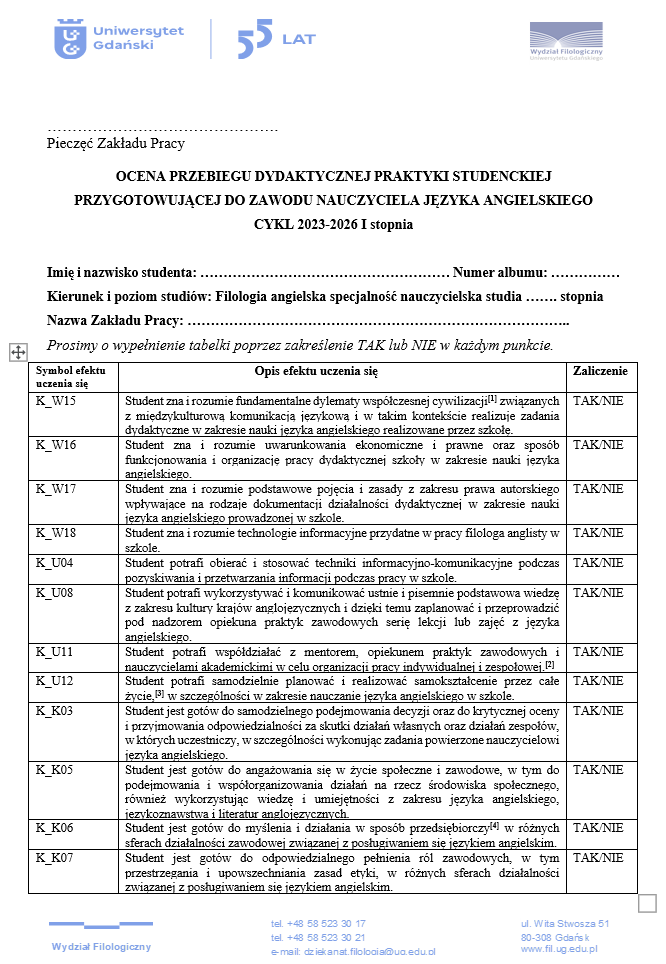 Uniwersytet
Gdański
55 LAT
Wydział Filologiczny
Uniwersytetu Gdańskiego
……………………………………….
Pieczęć Zakładu Pracy
OCENA PRZEBIEGU DYDAKTYCZNEJ PRAKTYKI STUDENCKIEJ
PRZYGOTOWUJĄCEJ DO ZAWODU NAUCZYCIELA JĘZYKA ANGIELSKIEGO
CYKL 2023-2026 I stopnia
Imię i nazwisko studenta: ……………………………………………… Numer albumu: ……………
Kierunek i poziom studiów: Filologia angielska specjalność nauczycielska studia ……. stopnia
Nazwa Zakładu Pracy: ………………………………………………………………………..
Prosimy o wypełnienie tabelki poprzez zakreślenie TAK lub NIE w każdym punkcie.
Symbol efektu
uczenia się
Opis efektu uczenia się
Zaliczenie
K_W15
Student zna i rozumie fundamentalne dylematy współczesnej cywilizacji[1] związanych
z międzykulturową komunikacją językową i w takim kontekście realizuje zadania
dydaktyczne w zakresie nauki języka angielskiego realizowane przez szkołę.
TAK/NIE
K_W16
Student zna i rozumie uwarunkowania ekonomiczne i prawne oraz sposób
funkcjonowania i organizację pracy dydaktycznej szkoły w zakresie nauki języka
angielskiego.
TAK/NIE
K_W17
Student zna i rozumie podstawowe pojęcia i zasady z zakresu prawa autorskiego
wpływające na rodzaje dokumentacji działalności dydaktycznej w zakresie nauki
języka angielskiego prowadzonej w szkole.
TAK/NIE
K_W18
Student zna i rozumie technologie informacyjne przydatne w pracy filologa anglisty w
szkole.
TAK/NIE
K_U04
Student potrafi obierać i stosować techniki informacyjno-komunikacyjne podczas
pozyskiwania i przetwarzania informacji podczas pracy w szkole.
TAK/NIE
K_U08
Student potrafi wykorzystywać i komunikować ustnie i pisemnie podstawowa wiedzę
z zakresu kultury krajów anglojęzycznych i dzięki temu zaplanować i przeprowadzić
pod nadzorem opiekuna praktyk zawodowych serię lekcji lub zajęć z języka
angielskiego.
TAK/NIE
K_U11
Student potrafi współdziałać z mentorem, opiekunem praktyk zawodowych i
nauczycielami akademickimi w celu organizacji pracy indywidualnej i zespołowej.[2]
TAK/NIE
K_U12
Student potrafi samodzielnie planować i realizować samokształcenie przez całe
życie,[3] w szczególności w zakresie nauczanie języka angielskiego w szkole.
TAK/NIE
K_K03
Student jest gotów do samodzielnego podejmowania decyzji oraz do krytycznej oceny
i przyjmowania odpowiedzialności za skutki działań własnych oraz działań zespołów,
w których uczestniczy, w szczególności wykonując zadania powierzone nauczycielowi
języka angielskiego.
TAK/NIE
K_K05
Student jest gotów do angażowania się w życie społeczne i zawodowe, w tym do
podejmowania i współorganizowania działań na rzecz środowiska społecznego,
również wykorzystując wiedzę i umiejętności z zakresu języka angielskiego,
językoznawstwa i literatur anglojęzycznych.
TAK/NIE
K_K06
Student jest gotów do myślenia i działania w sposób przedsiębiorczy[4] w różnych
sferach działalności zawodowej związanej z posługiwaniem się językiem angielskim.
TAK/NIE
K_K07
Student jest gotów do odpowiedzialnego pełnienia ról zawodowych, w tym
przestrzegania i upowszechniania zasad etyki, w różnych sferach działalności
związanej z posługiwaniem się językiem angielskim.
TAK/NIE
Wydział Filologiczny
tel. +48 58 523 30 17
tel. +48 58 523 30 21
e-mail: dziekanat.filologia@ug.edu.pl
ul. Wita Stwosza 51
80-308 Gdańsk
www.fil.ug.edu.pl